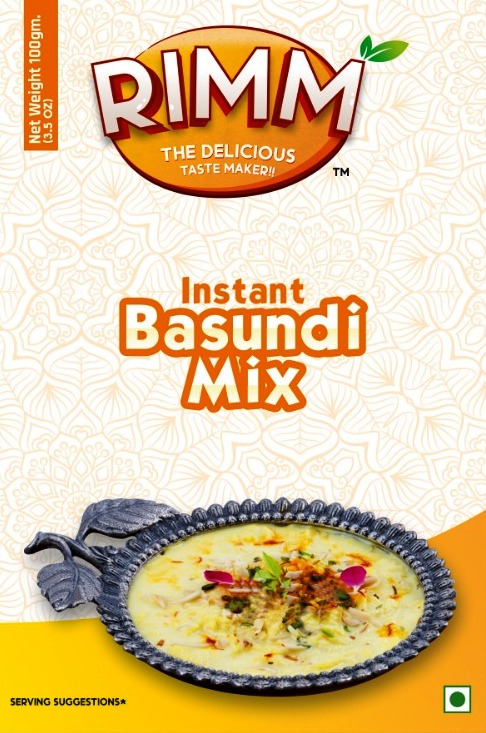 Net Weight 100gm.
(3.5 OZ)
RIMM
THE DELICIOUS
TASTE MAKER!!
TM
Instant
Basundi
Mix
SERVING SUGGESTIONS*